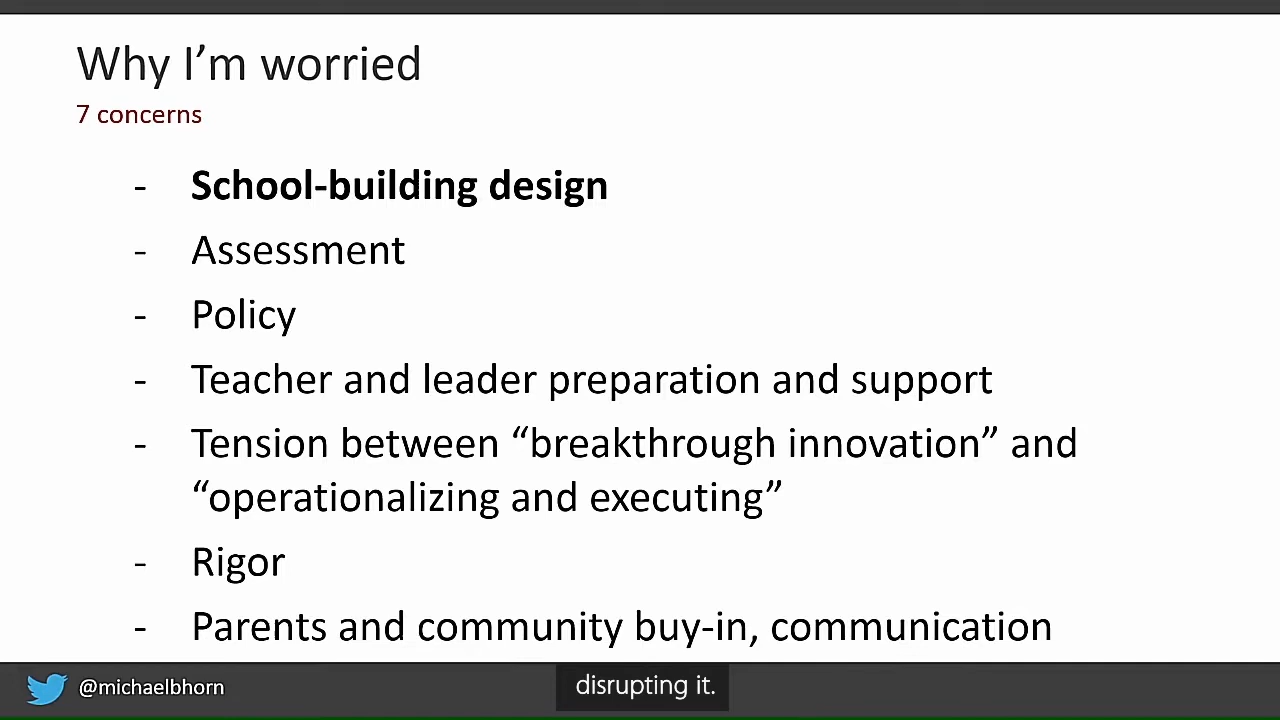 Why I’m worried
7 concerns
- School-building design
- Assessment
- Policy
- Teacher and leader preparation and support
- Tension between “breakthrough innovation” and
“operationalizing and executing”
- Rigor
- Parents and community buy-in, communication
@michaelbhorn
disrupting it.